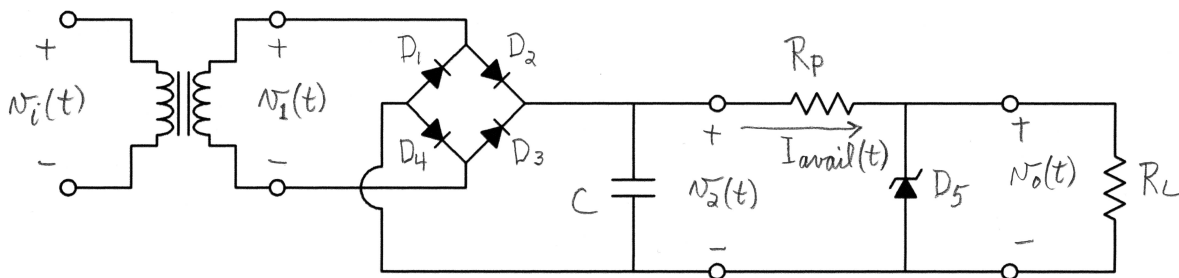 +
vi(t)
-
+
v1(t)
-
D1
D2
D4
D3
C
+
v2(t)
-
Rp
Iavail(t)
D5
+
vo(t)
-
RL